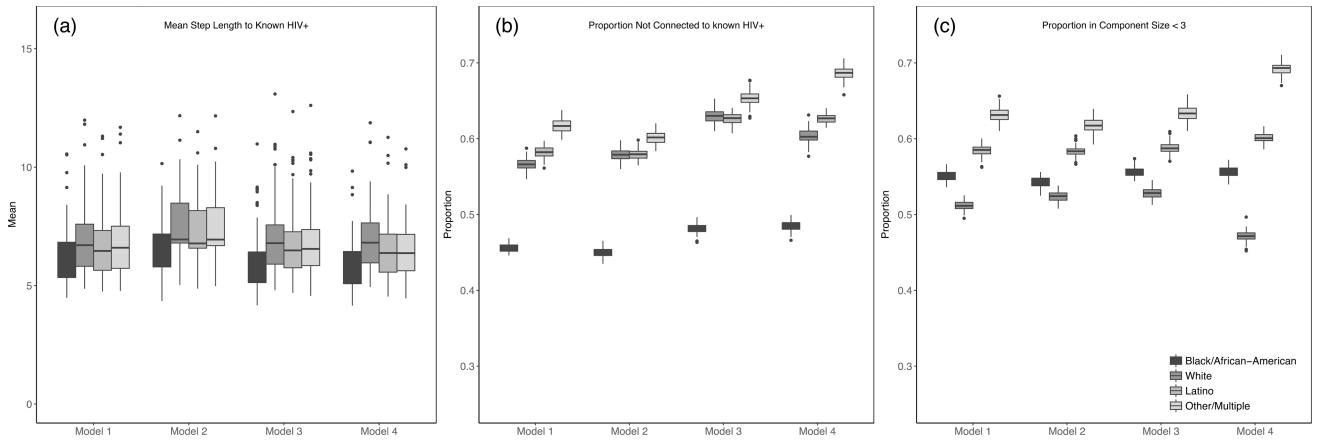 (a)
Mean Step Length to Known HIV+
15
10
5
0
Mean
Model 1
Model 2
Model 3
Model 4
(b)
Proportion Not Connected to known HIV+
0.7
0.6
0.5
0.4
0.3
Proportion
Model 1
Model 2
Model 3
Model 4
(c)
Proportion in Component Size < 3
0.7
0.6
0.5
0.4
0.3
Proportion
Black/African−American
White
Latino
Other/Multiple
Model 1
Model 2
Model 3
Model 4